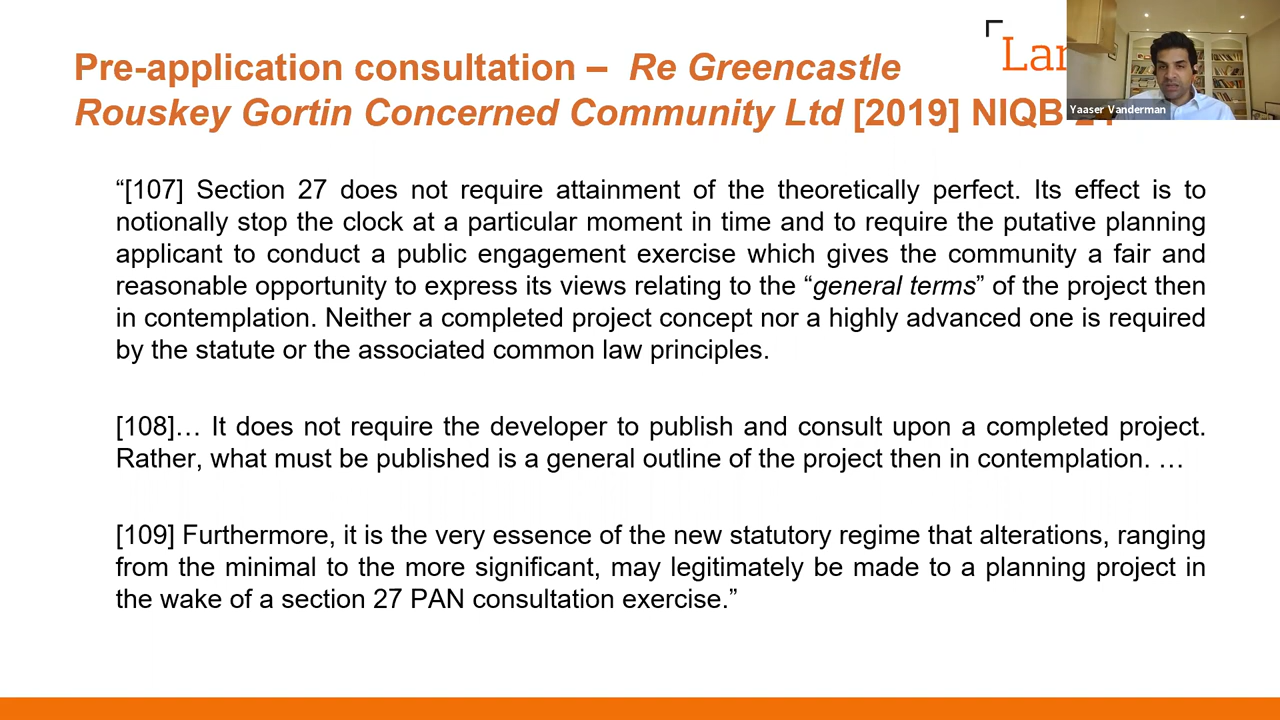 Pre-application consultation – Re Greencastle
Rouskey Gortin Concerned Community Ltd [2019] NIQB
Lan
Yaaser Vanderman
“[107] Section 27 does not require attainment of the theoretically perfect. Its effect is to
notionally stop the clock at a particular moment in time and to require the putative planning
applicant to conduct a public engagement exercise which gives the community a fair and
reasonable opportunity to express its views relating to the “general terms” of the project then
in contemplation. Neither a completed project concept nor a highly advanced one is required
by the statute or the associated common law principles.
[108]… It does not require the developer to publish and consult upon a completed project.
Rather, what must be published is a general outline of the project then in contemplation. …
[109] Furthermore, it is the very essence of the new statutory regime that alterations, ranging
from the minimal to the more significant, may legitimately be made to a planning project in
the wake of a section 27 PAN consultation exercise.”